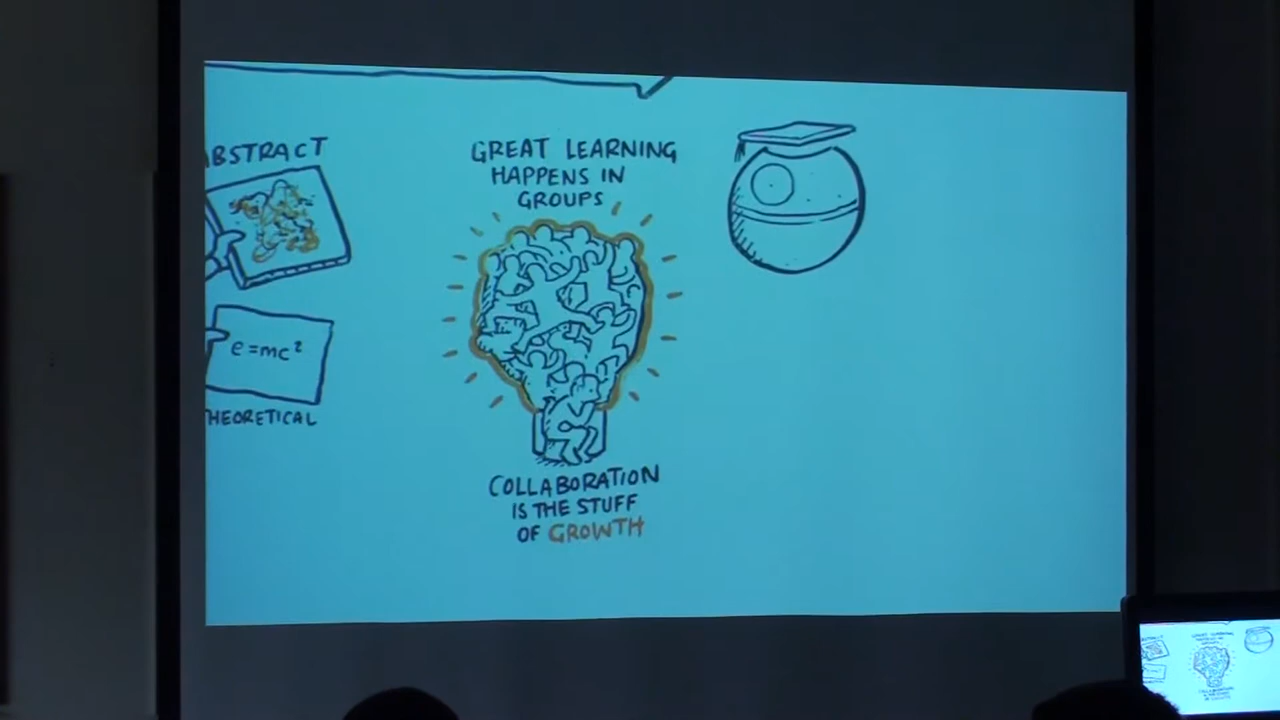 BSTRACT
e=mc²
HEORETICAL
GREAT LEARNING
HAPPENS IN
GROUPS
COLLABORATION
IS THE STUFF
OF GROWTH